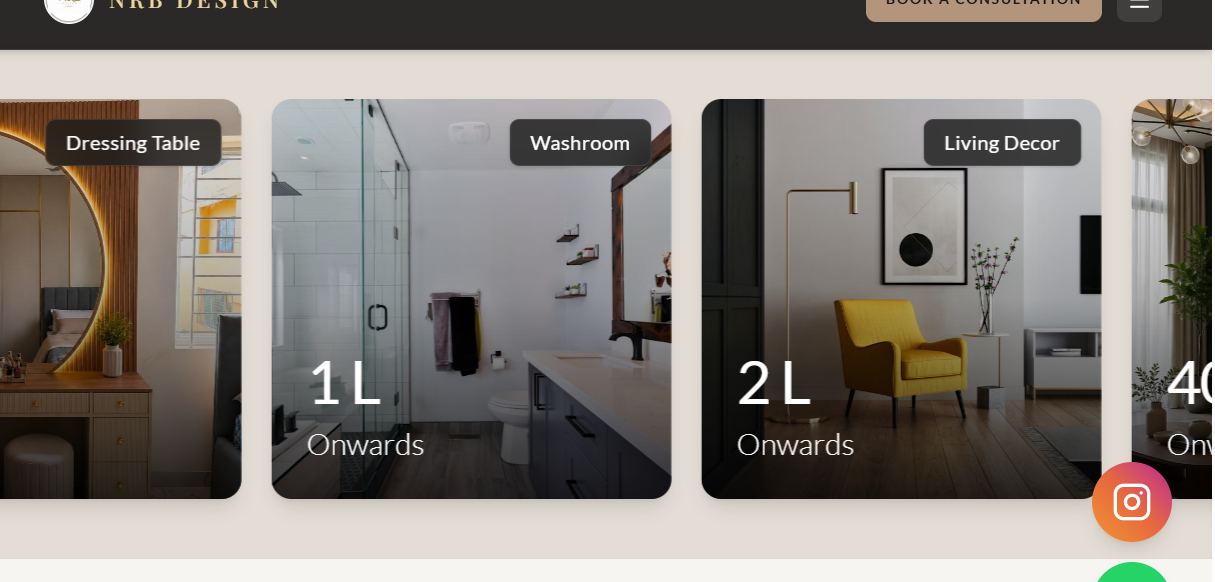 NRB DESIGN
BOOK A CONSULTATION
Dressing Table
Washroom
1 L
Onwards
Living Decor
2 L
Onwards